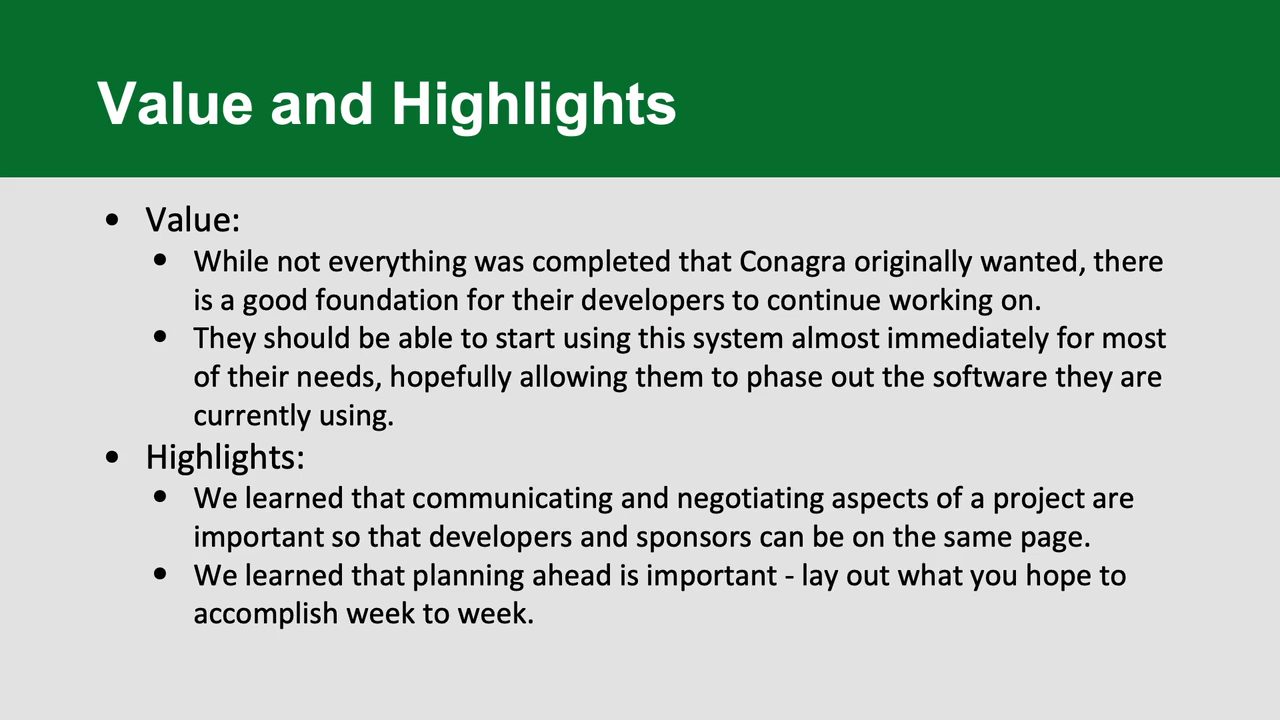 Value and Highlights
• Value:
• While not everything was completed that Conagra originally wanted, there
is a good foundation for their developers to continue working on.
• They should be able to start using this system almost immediately for most
of their needs, hopefully allowing them to phase out the software they are
currently using.
• Highlights:
• We learned that communicating and negotiating aspects of a project are
important so that developers and sponsors can be on the same page.
• We learned that planning ahead is important - lay out what you hope to
accomplish week to week.